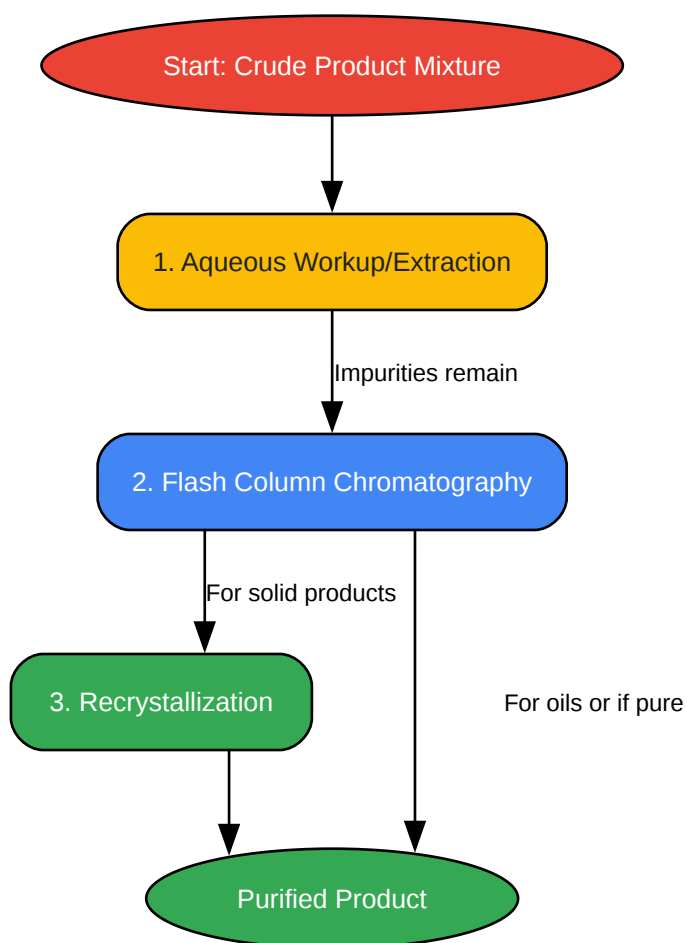 Start: Crude Product Mixture
1. Aqueous Workup/Extraction
Impurities remain
2. Flash Column Chromatography
For solid products
3. Recrystallization
For oils or if pure
Purified Product